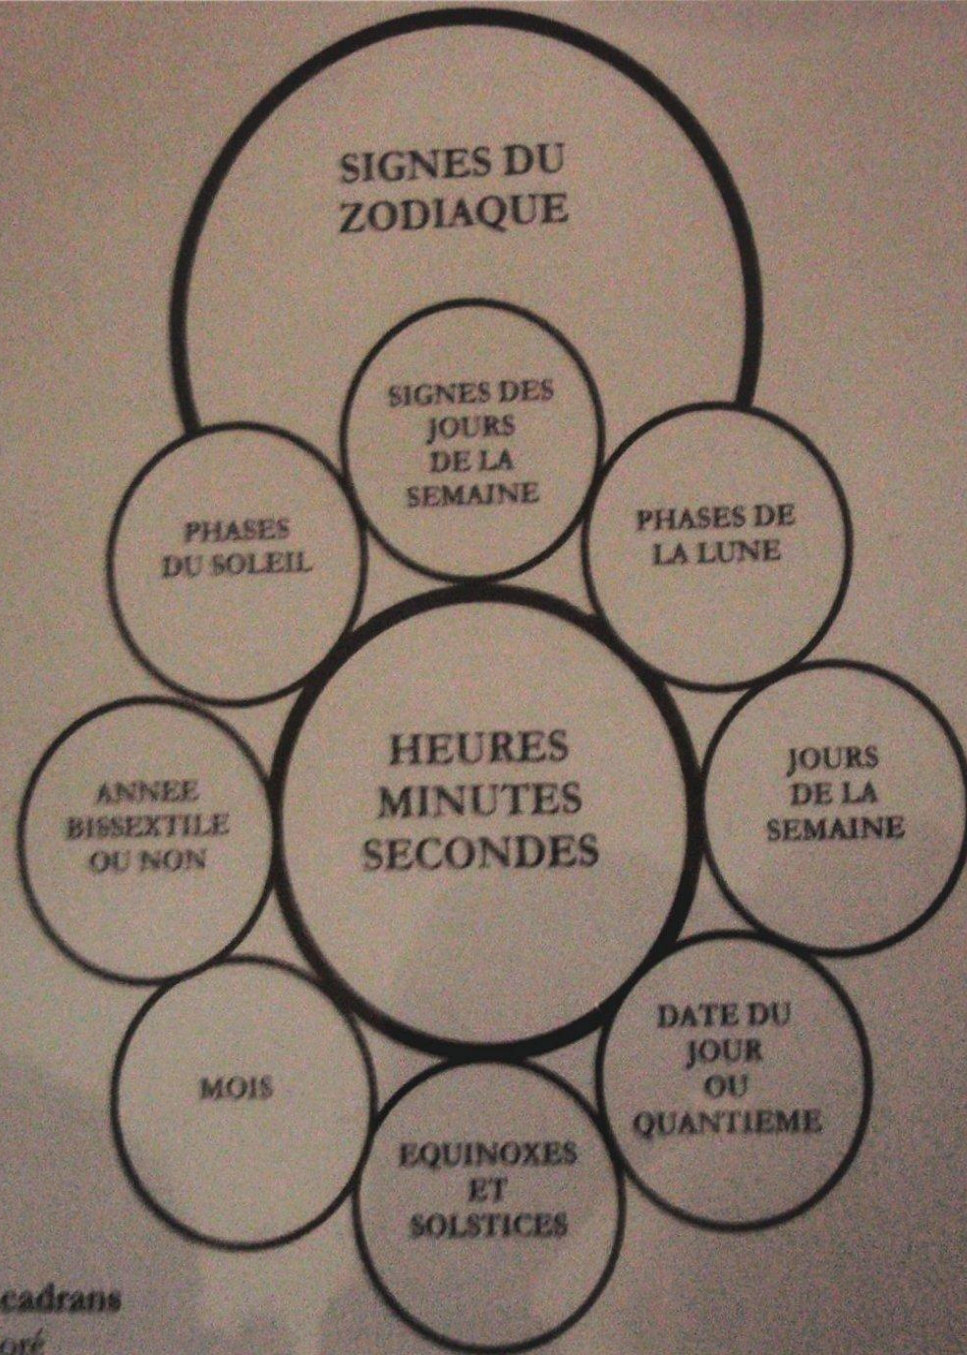 SIGNES DU
ZODIAQUE
SIGNES DES
JOURS
DE LA
SEMAINE
PHASES
DU SOLEIL
PHASES DE
LA LUNE
HEURES
MINUTES
SECONDES
JOURS
DE LA
SEMAINE
ANNEE
BISSEXTILE
OU NON
DATE DU
JOUR
OU
QUANTIEME
MOIS
EQUINOXES
ET
SOLSTICES
cadrans
oré